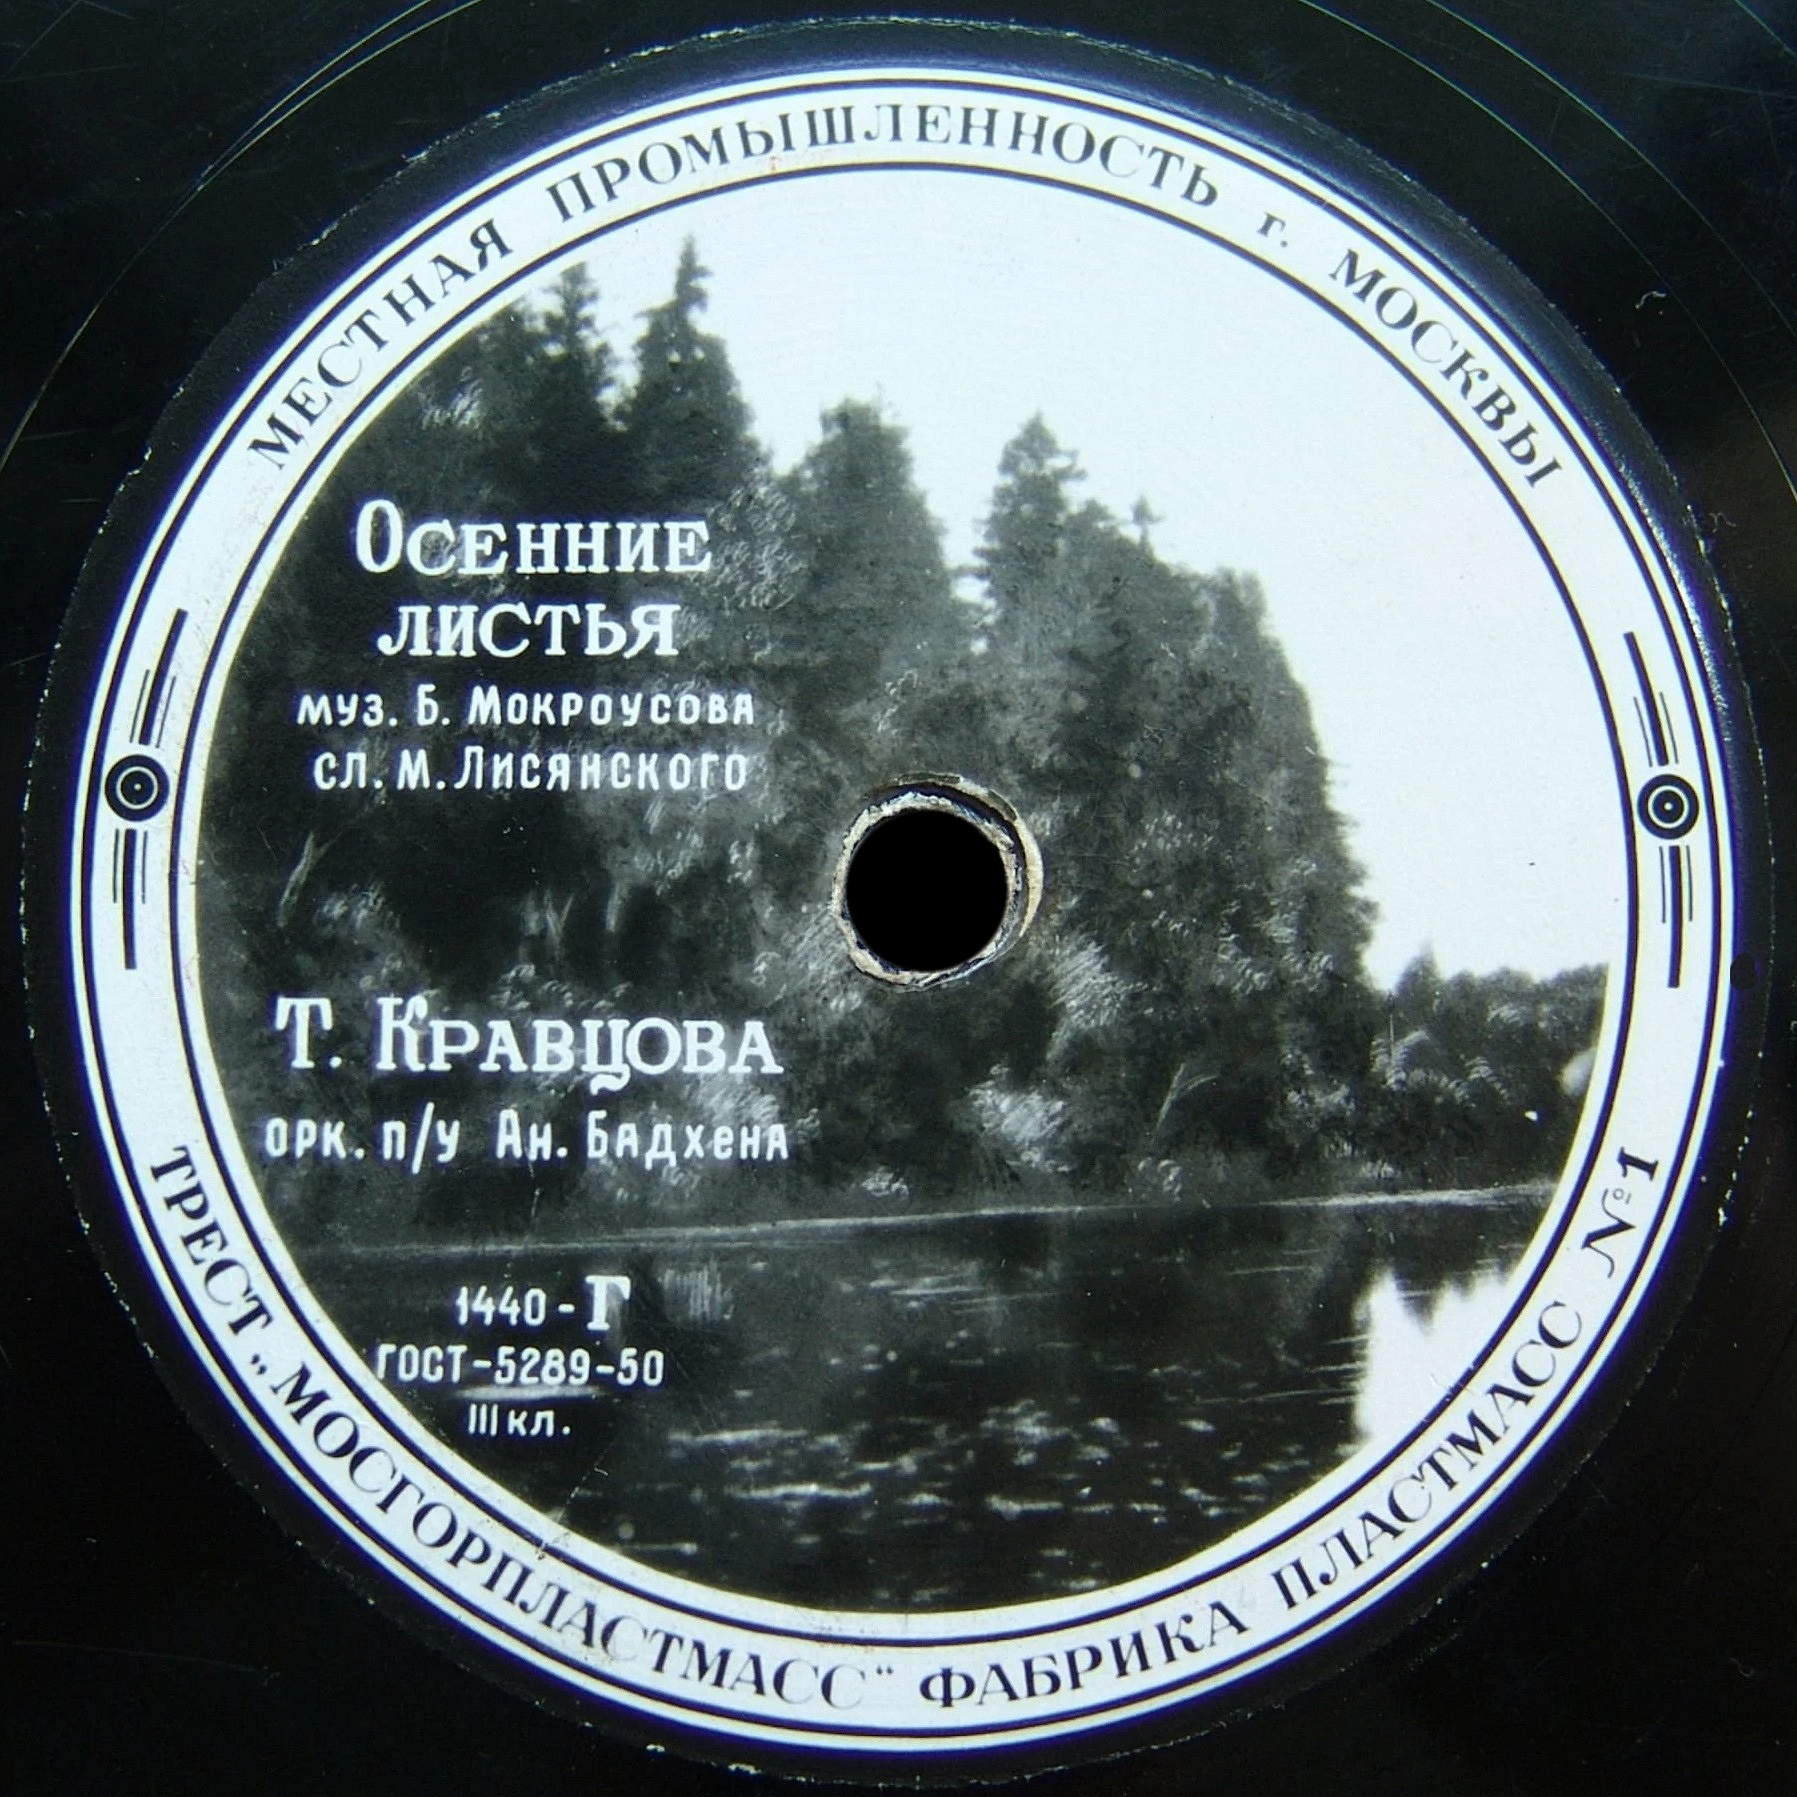 МЕСТНАЯ ПРОМЫШЛЕННОСТЬ г. МОСКВЫ
Осенние
листья
муз. Б. Мокроусова
сл. М. Лисянского
Т. Кравцова
орк. п/у Ан. Бадхена
1440-Г
ГОСТ-5289-50
III кл.
ТРЕСТ „МОСГОРПЛАСТМАСС“ ФАБРИКА ПЛАСТМАСС №1